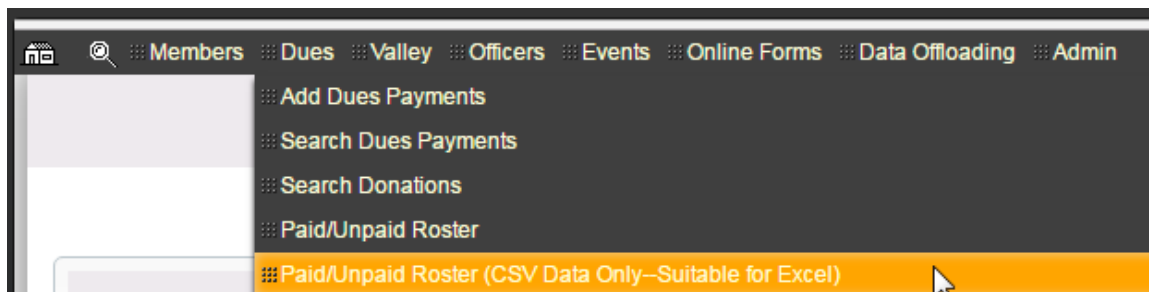 Members Dues Valley Officers Events Online Forms Data Offloading Admin
Add Dues Payments
Search Dues Payments
Search Donations
Paid/Unpaid Roster
Paid/Unpaid Roster (CSV Data Only--Suitable for Excel)